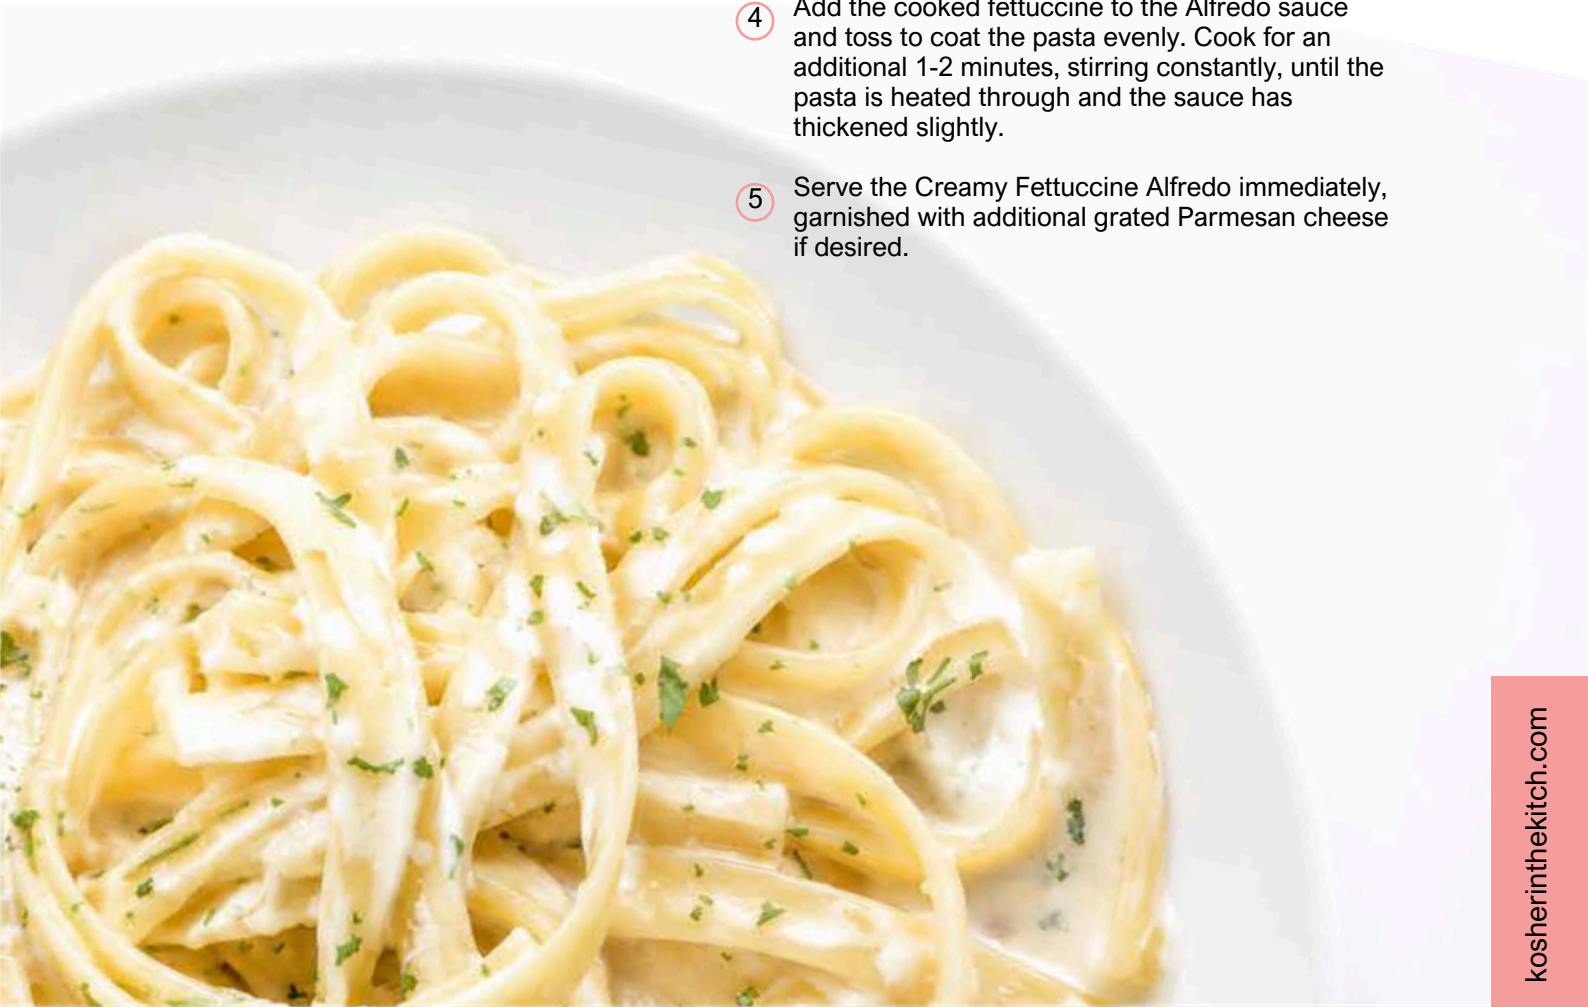 4
Add the cooked fettuccine to the Alfredo sauce
and toss to coat the pasta evenly. Cook for an
additional 1-2 minutes, stirring constantly, until the
pasta is heated through and the sauce has
thickened slightly.
5
Serve the Creamy Fettuccine Alfredo immediately,
garnished with additional grated Parmesan cheese
if desired.
kosherinthekitch.com